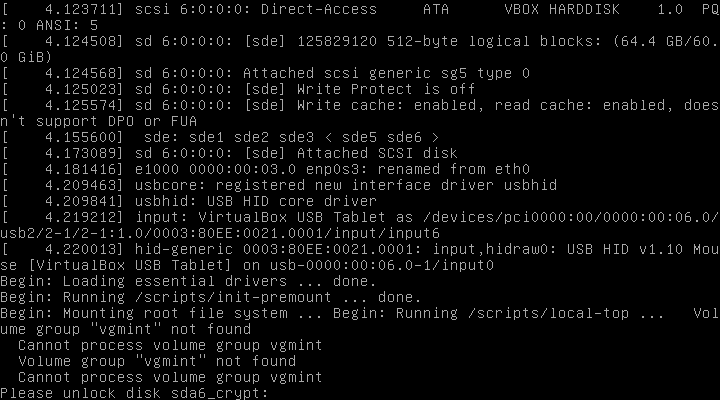 [    4.123711] scsi 6:0:0:0: Direct-Access     ATA      VBOX HARDDISK    1.0  PQ
: 0 ANSI: 5
[    4.124508] sd 6:0:0:0: [sde] 125829120 512-byte logical blocks: (64.4 GB/60.
0 GiB)
[    4.124568] sd 6:0:0:0: Attached scsi generic sg5 type 0
[    4.125023] sd 6:0:0:0: [sde] Write Protect is off
[    4.125574] sd 6:0:0:0: [sde] Write cache: enabled, read cache: enabled, does
n't support DPO or FUA
[    4.155600]  sde: sde1 sde2 sde3 < sde5 sde6 >
[    4.173089] sd 6:0:0:0: [sde] Attached SCSI disk
[    4.181416] e1000 0000:00:03.0 enp0s3: renamed from eth0
[    4.209463] usbcore: registered new interface driver usbhid
[    4.209841] usbhid: USB HID core driver
[    4.219212] input: VirtualBox USB Tablet as /devices/pci0000:00/0000:00:06.0/
usb2/2-1/2-1:1.0/0003:80EE:0021.0001/input/input6
[    4.220013] hid-generic 0003:80EE:0021.0001: input,hidraw0: USB HID v1.10 Mou
se [VirtualBox USB Tablet] on usb-0000:00:06.0-1/input0
Begin: Loading essential drivers ... done.
Begin: Running /scripts/init-premount ... done.
Begin: Mounting root file system ... Begin: Running /scripts/local-top ...   Vol
ume group "vgmint" not found
  Cannot process volume group vgmint
  Volume group "vgmint" not found
  Cannot process volume group vgmint
Please unlock disk sda6_crypt: